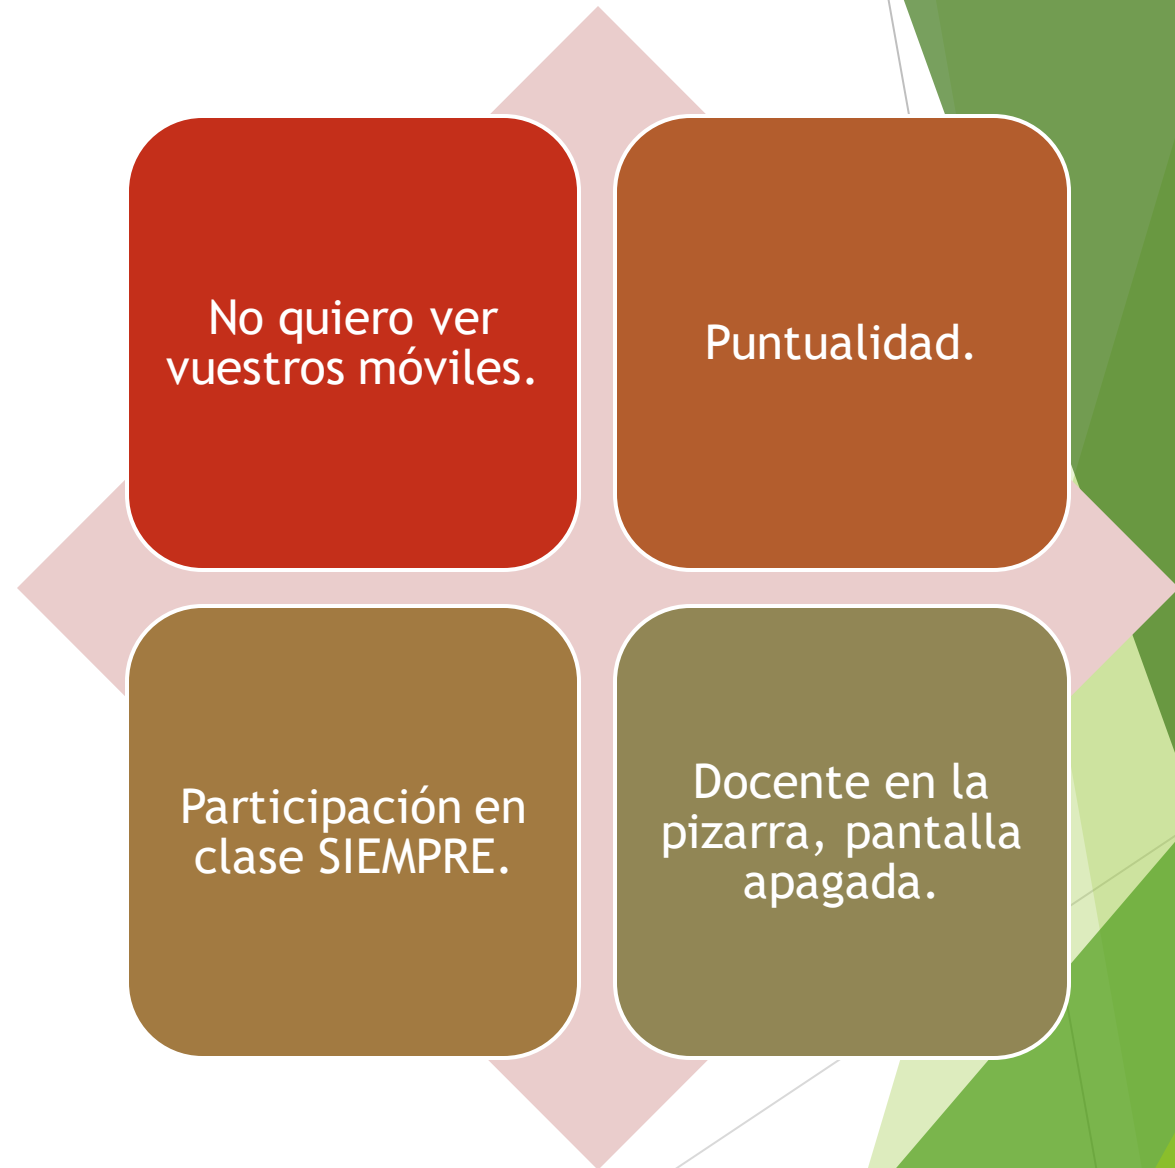 No quiero ver
vuestros móviles.
Puntualidad.
Participación en
clase SIEMPRE.
Docente en la
pizarra, pantalla
apagada.